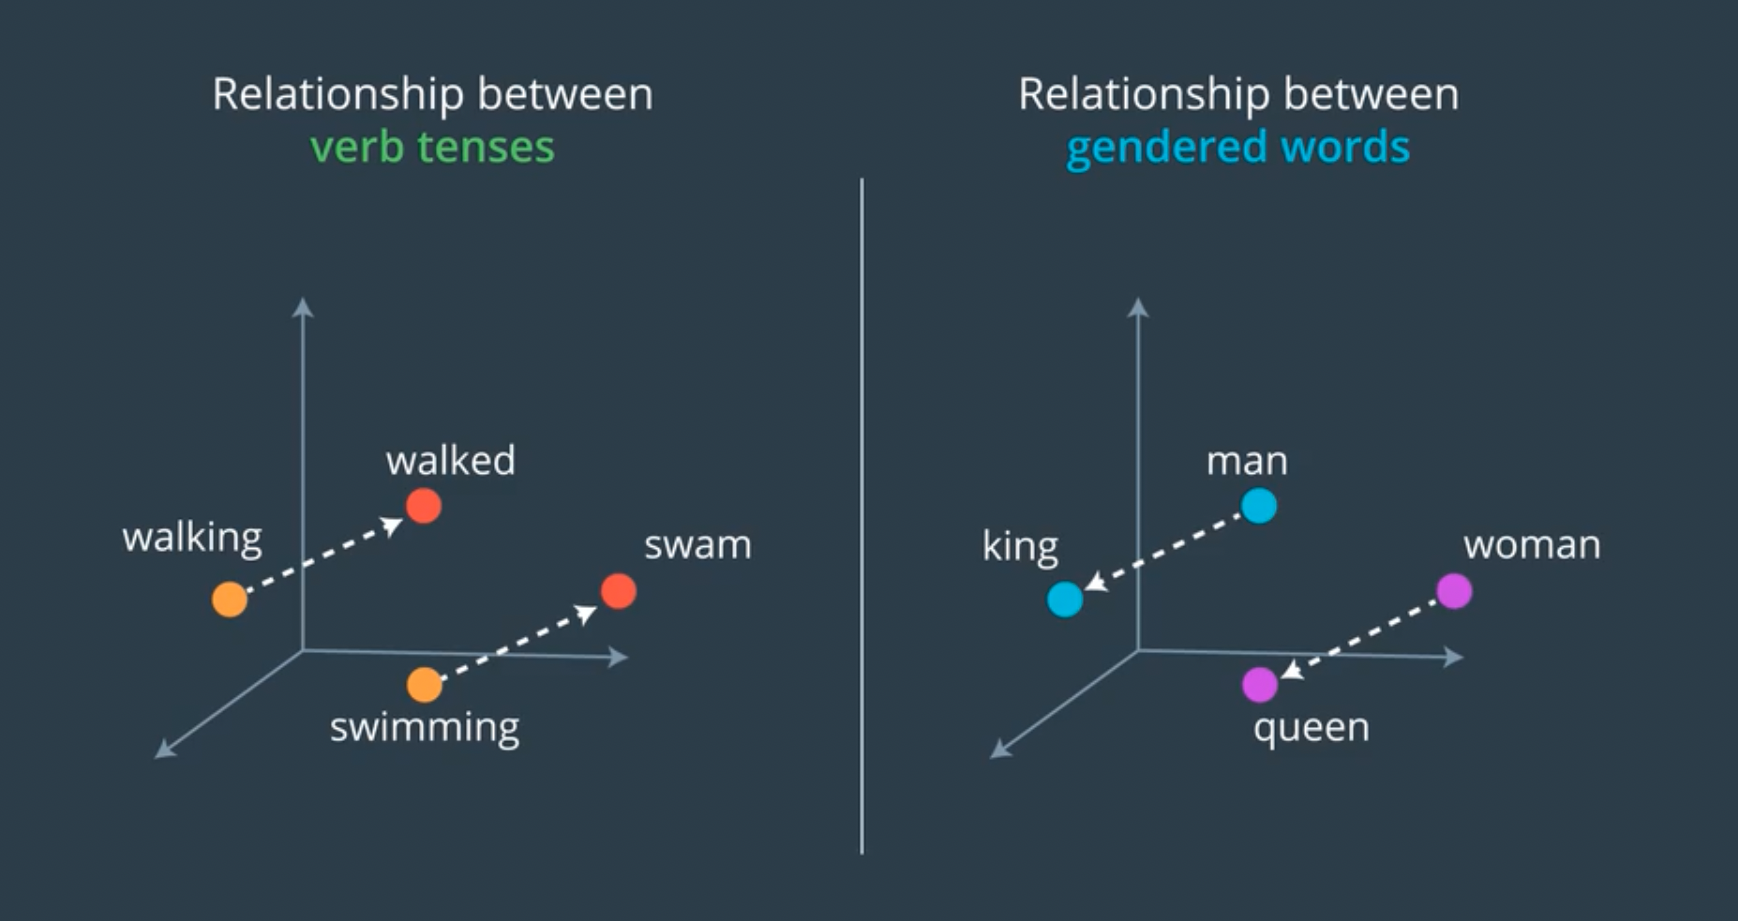 Relationship between
verb tenses
walked
walking
swam
swimming
Relationship between
gendered words
man
king
woman
queen